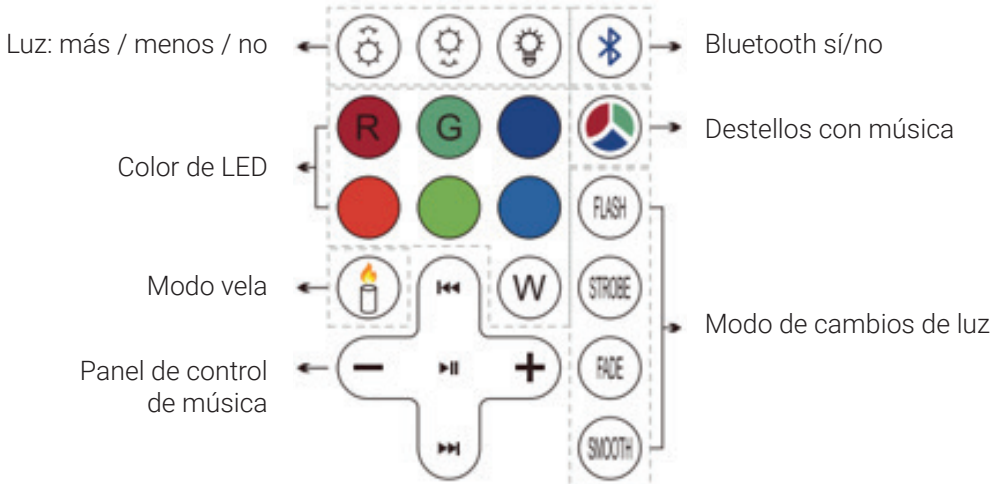 Luz: más / menos / no
Bluetooth sí/no
R
G
Destellos con música
Color de LED
FLASH
Modo vela
W
STROBE
Modo de cambios de luz
Panel de control
de música
FADE
SMOOTH